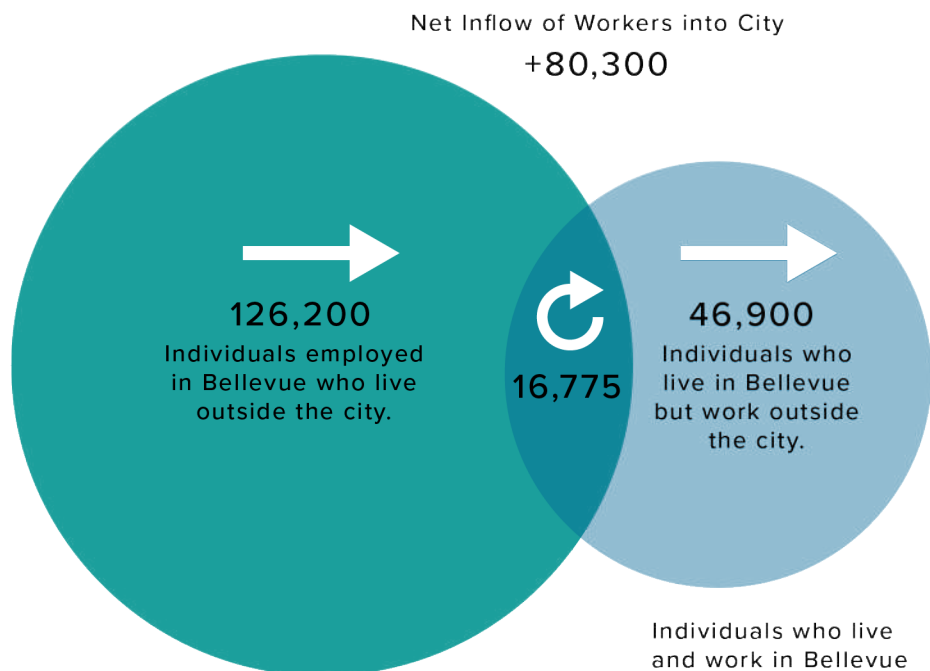 Net Inflow of Workers into City
+80,300
126,200
Individuals employed
in Bellevue who live
outside the city.
16,775
46,900
Individuals who
live in Bellevue
but work outside
the city.
Individuals who live
and work in Bellevue